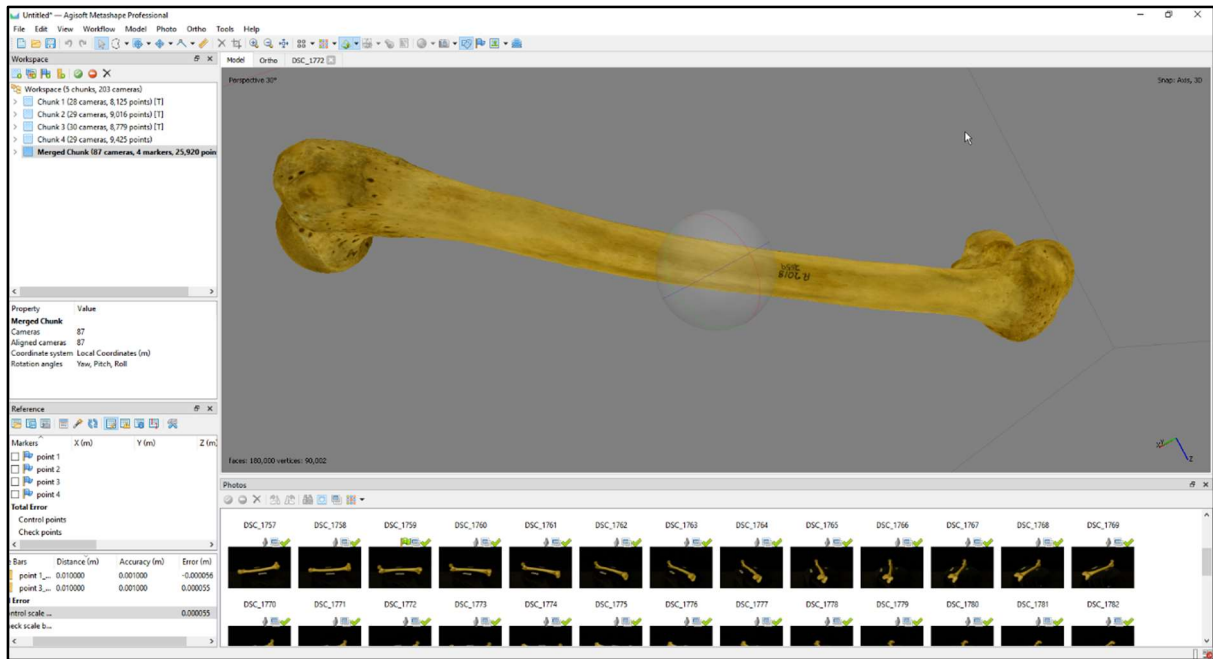 Untitled* — Agisoft Metashape Professional
File Edit View Workflow Model Photo Ortho Tools Help
Workspace
Workspace (5 chunks, 203 cameras)
Chunk 1 (28 cameras, 8,125 points) [T]
Chunk 2 (29 cameras, 9,016 points) [T]
Chunk 3 (30 cameras, 8,779 points) [T]
Chunk 4 (29 cameras, 9,425 points)
Merged Chunk (87 cameras, 4 markers, 25,920 poin
Property Value
Merged Chunk
Cameras 87
Aligned cameras 87
Coordinate system Local Coordinates (m)
Rotation angles Yaw, Pitch, Roll
Reference
Markers X (m) Y (m) Z (m)
point 1
point 2
point 3
point 4
Total Error
Control points
Check points
Bars Distance (m) Accuracy (m) Error (m)
point 1_... 0.010000 0.001000 -0.000056
point 3_... 0.010000 0.001000 0.000055
l Error
ontrol scale ... 0.000055
eck scale b...
Model Ortho DSC_1772
Perspective 30°
Snap: Axis, 3D
faces: 180,000 vertices: 90,002
Z
Photos
DSC_1757 DSC_1758 DSC_1759 DSC_1760 DSC_1761 DSC_1762 DSC_1763 DSC_1764 DSC_1765 DSC_1766 DSC_1767 DSC_1768 DSC_1769
DSC_1770 DSC_1771 DSC_1772 DSC_1773 DSC_1774 DSC_1775 DSC_1776 DSC_1777 DSC_1778 DSC_1779 DSC_1780 DSC_1781 DSC_1782